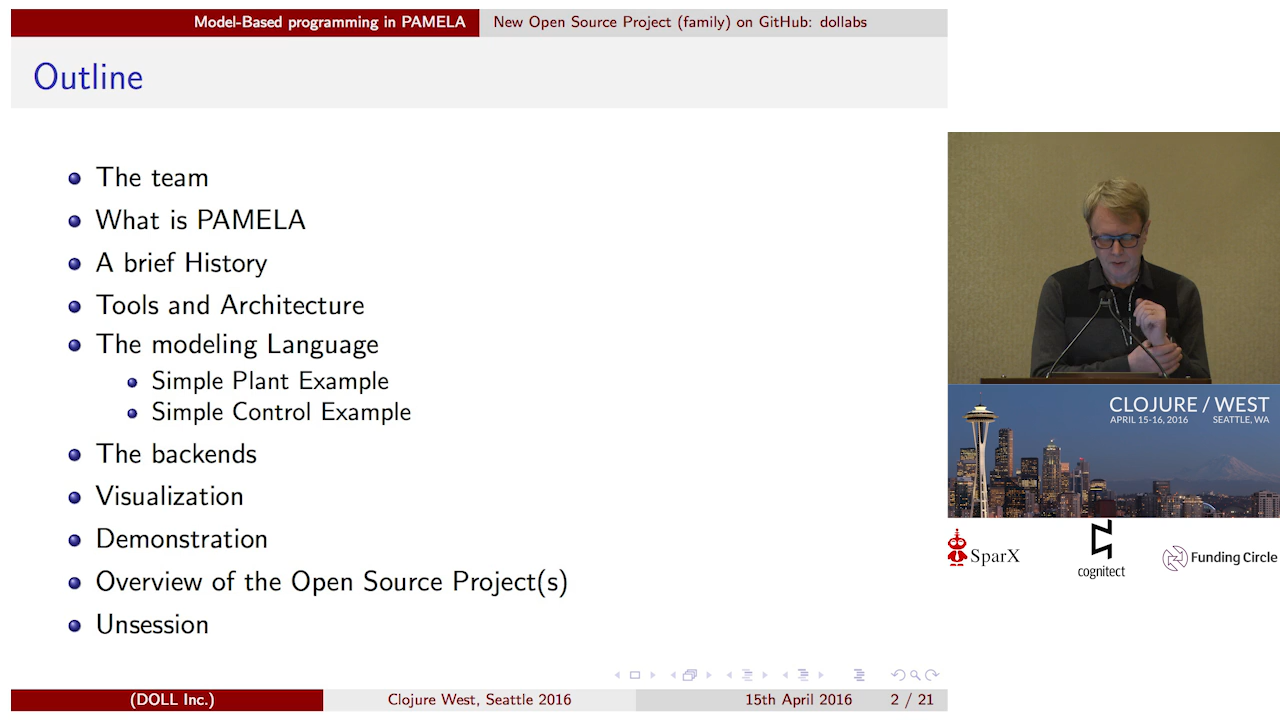 Model-Based programming in PAMELA
New Open Source Project (family) on GitHub: dollabs
Outline
The team
What is PAMELA
A brief History
Tools and Architecture
The modeling Language
Simple Plant Example
Simple Control Example
The backends
Visualization
Demonstration
Overview of the Open Source Project(s)
Unsession
(DOLL Inc.)
Clojure West, Seattle 2016
15th April 2016
2 / 21
CLOJURE / WEST
APRIL 15-16, 2016
SEATTLE, WA
SparX
cognitect
Funding Circle